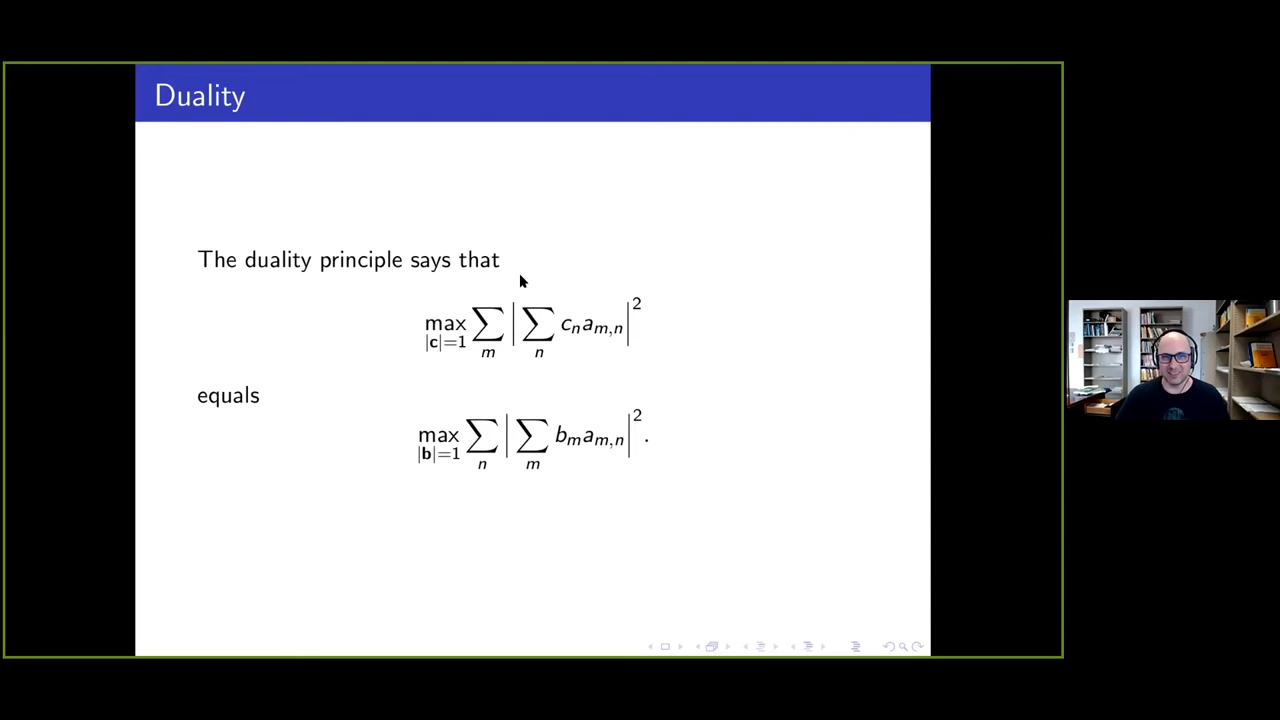 Duality
The duality principle says that
max_{|c|=1} ∑_m |∑_n c_n a_{m,n}|^2
equals
max_{|b|=1} ∑_n |∑_m b_m a_{m,n}|^2.